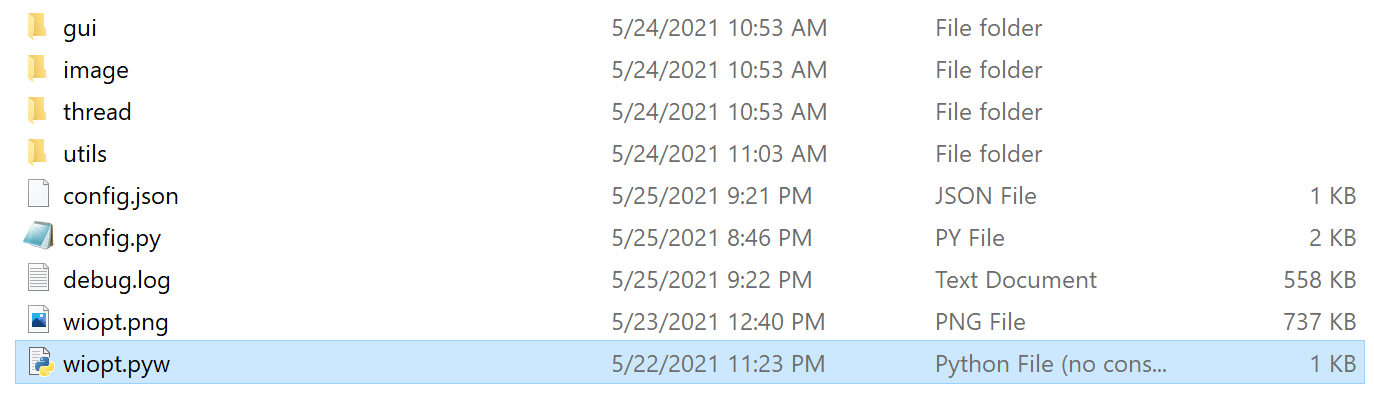 gui 5/24/2021 10:53 AM File folder
image 5/24/2021 10:53 AM File folder
thread 5/24/2021 10:53 AM File folder
utils 5/24/2021 11:03 AM File folder
config.json 5/25/2021 9:21 PM JSON File 1 KB
config.py 5/25/2021 8:46 PM PY File 2 KB
debug.log 5/25/2021 9:22 PM Text Document 558 KB
wiopt.png 5/23/2021 12:40 PM PNG File 737 KB
wiopt.pyw 5/22/2021 11:23 PM Python File (no cons... 1 KB